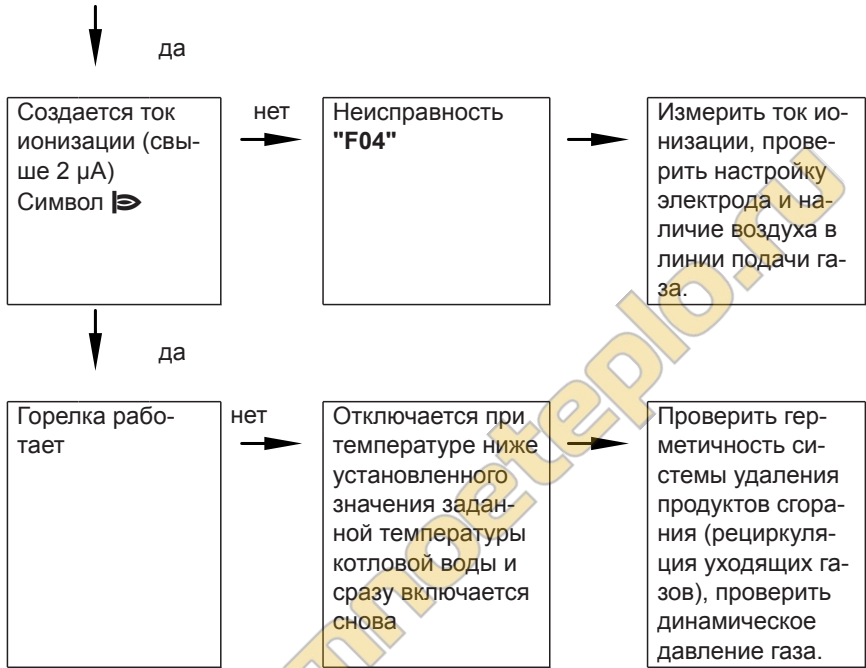 да
Создается ток
ионизации (свы-
ше 2 μA)
Символ
нет
Неисправность
"F04"
Измерить ток ио-
низации, прове-
рить настройку
электрода и на-
личие воздуха в
линии подачи га-
за.
да
Горелка рабо-
тает
нет
Отключается при
температуре ниже
установленного
значения задан-
ной температуры
котловой воды и
сразу включается
снова
Проверить гер-
метичность си-
стемы удаления
продуктов сгора-
ния (рециркуля-
ция уходящих га-
зов), проверить
динамическое
давление газа.
mnoeteplo.ru